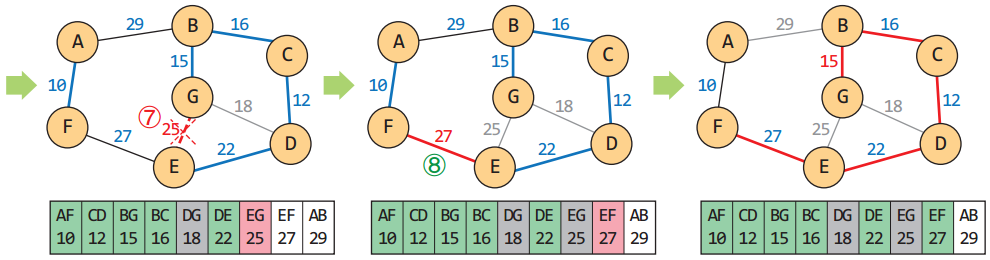 29 B 16
A C
15
10 G 12
⑦ 25 18
F D
27 22
E
AF CD BG BC DG DE EG EF AB
10 12 15 16 18 22 25 27 29
29 B 16
A C
15
10 G 12
18
F 27 25 D
⑧ 22
E
AF CD BG BC DG DE EG EF AB
10 12 15 16 18 22 25 27 29
29 B 16
A C
15
10 G 12
18
F 27 25 D
22
E
AF CD BG BC DG DE EG EF AB
10 12 15 16 18 22 25 27 29